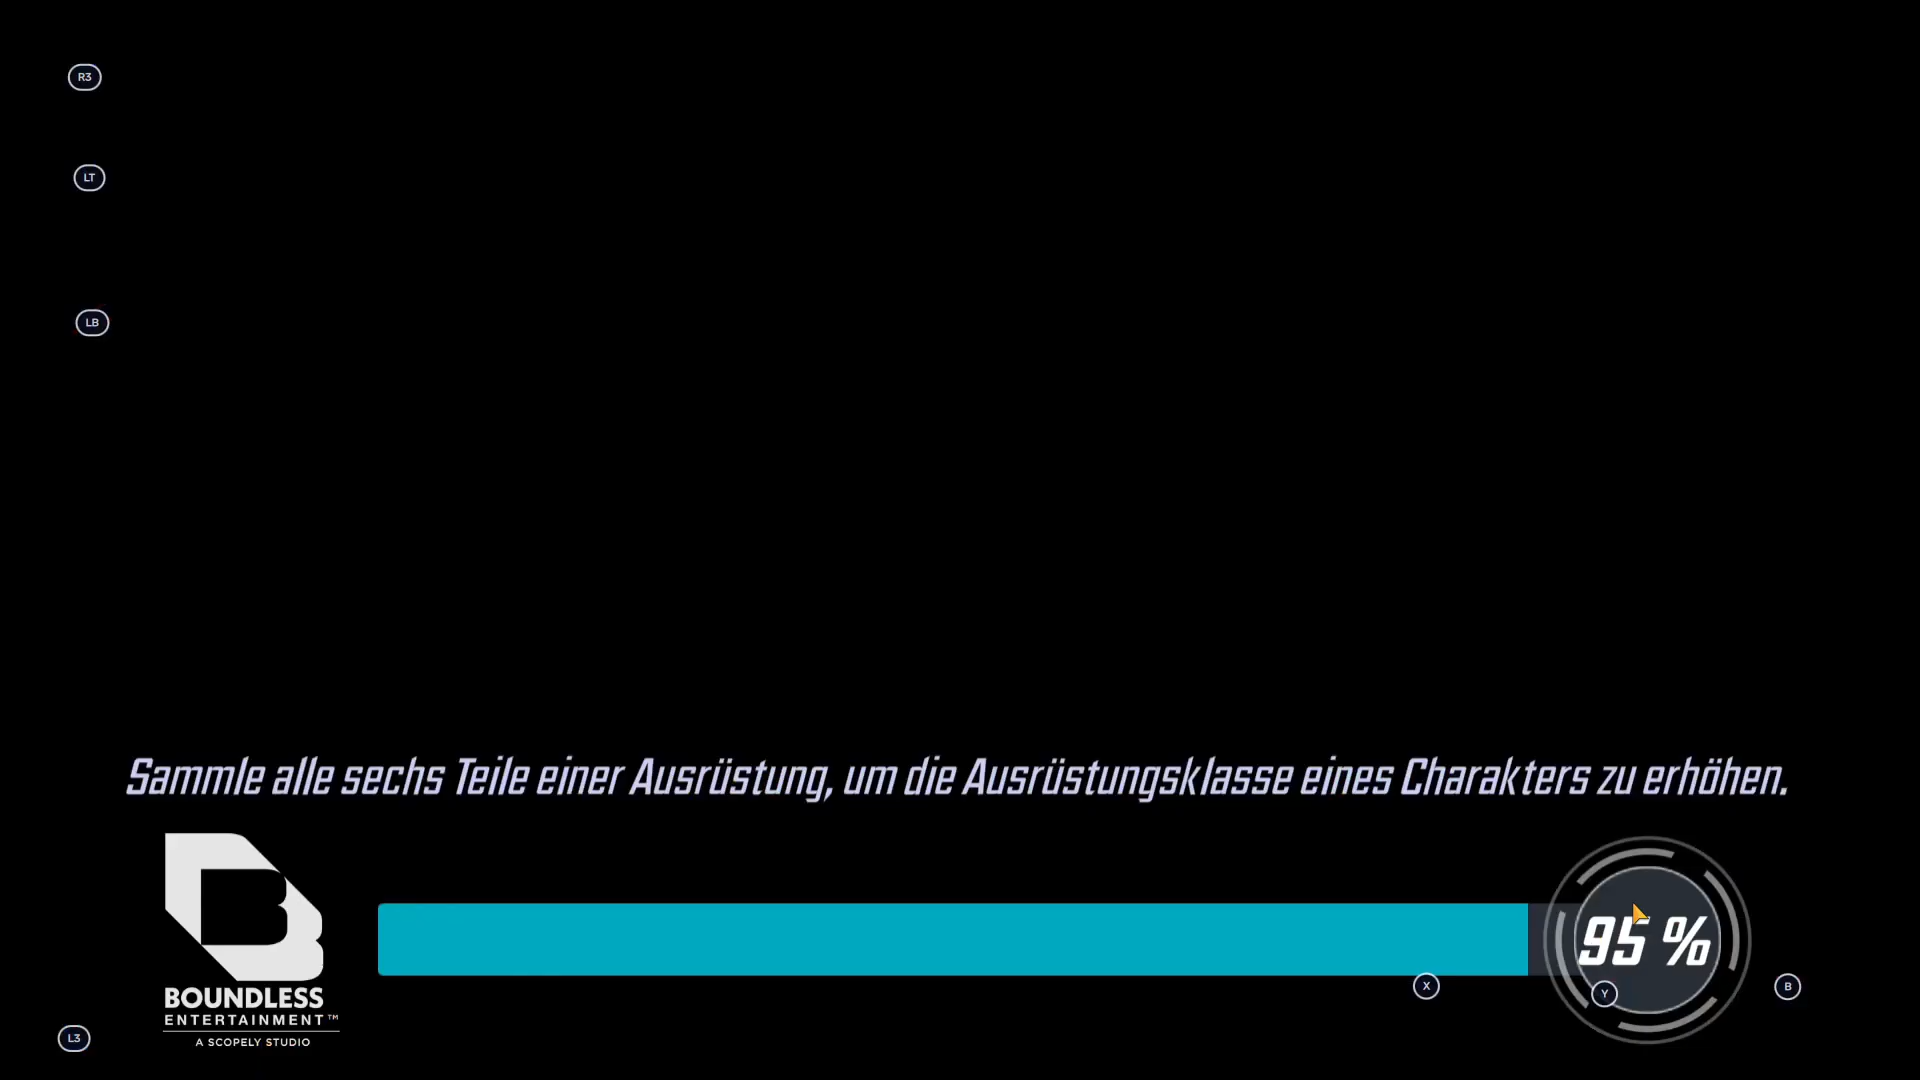 R3
LT
LB
Sammle alle sechs Teile einer Ausrüstung, um die Ausrüstungsklasse eines Charakters zu erhöhen.
95 %
X
Y
B
BOUNDLESS
ENTERTAINMENT™
A SCOPELY STUDIO
L3